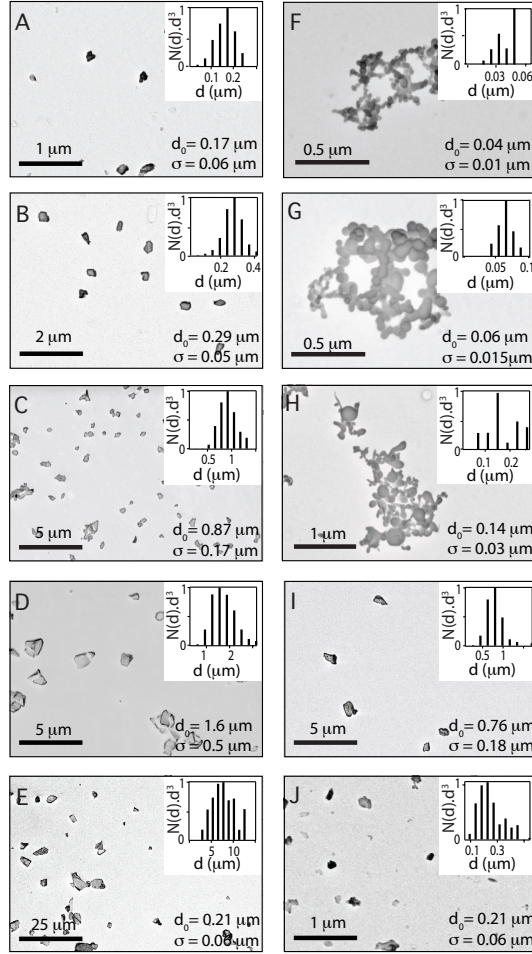 A
N(d).d³
1
0
0.1 0.2
d (μm)
1 μm
d₀= 0.17 μm
σ = 0.06 μm
B
N(d).d³
1
0
0.2 0.4
d (μm)
2 μm
d₀= 0.29 μm
σ = 0.05 μm
C
N(d).d³
1
0
0.5 1
d (μm)
5 μm
d₀= 0.87 μm
σ = 0.17 μm
D
N(d).d³
1
0
1 2
d (μm)
5 μm
d₀= 1.6 μm
σ = 0.5 μm
E
N(d).d³
1
0
5 10
d (μm)
25 μm
d₀= 0.21 μm
σ = 0.06 μm
F
N(d).d³
1
0
0.03 0.06
d (μm)
0.5 μm
d₀= 0.04 μm
σ = 0.01 μm
G
N(d).d³
1
0
0.05 0.1
d (μm)
0.5 μm
d₀= 0.06 μm
σ = 0.015μm
H
N(d).d³
1
0
0.1 0.2
d (μm)
1 μm
d₀= 0.14 μm
σ = 0.03 μm
I
N(d).d³
1
0
0.5 1
d (μm)
5 μm
d₀= 0.76 μm
σ = 0.18 μm
J
N(d).d³
1
0
0.1 0.3
d (μm)
1 μm
d₀= 0.21 μm
σ = 0.06 μm